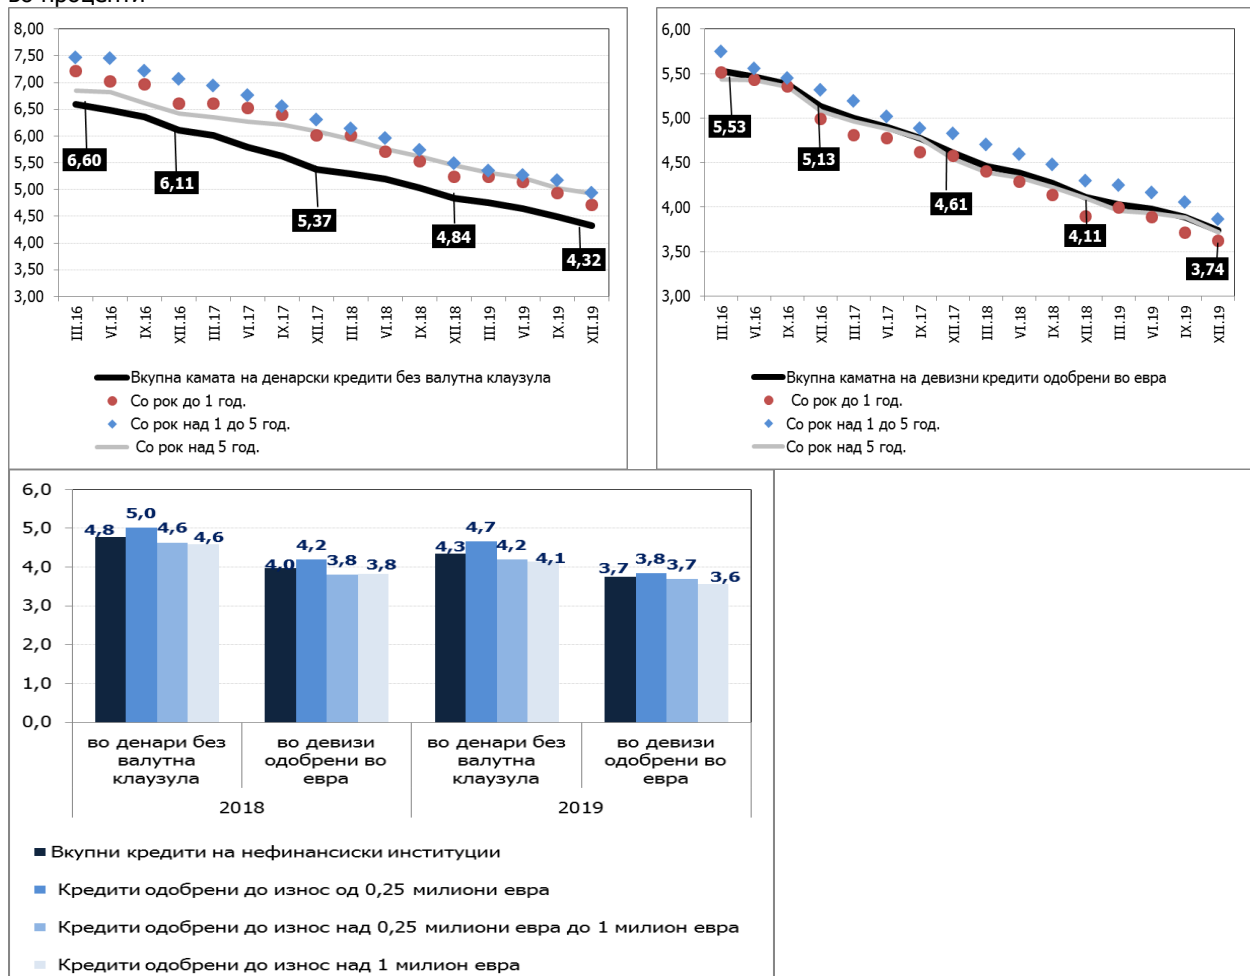 во проценти
8,00
7,50
7,00
6,50
6,00
5,50
5,00
4,50
4,00
3,50
3,00
6,60
6,11
5,37
4,84
4,32
III.16
VI.16
IX.16
XII.16
III.17
VI.17
IX.17
XII.17
III.18
VI.18
IX.18
XII.18
III.19
VI.19
IX.19
XII.19
Вкупна камата на денарски кредити без валутна клаузула
Со рок до 1 год.
Со рок над 1 до 5 год.
Со рок над 5 год.
6,00
5,50
5,00
4,50
4,00
3,50
3,00
5,53
5,13
4,61
4,11
3,74
III.16
VI.16
IX.16
XII.16
III.17
VI.17
IX.17
XII.17
III.18
VI.18
IX.18
XII.18
III.19
VI.19
IX.19
XII.19
Вкупна каматна на девизни кредити одобрени во евра
Со рок до 1 год.
Со рок над 1 до 5 год.
Со рок над 5 год.
6,0
5,0
4,0
3,0
2,0
1,0
0,0
4,8
5,0
4,6
4,6
4,0
4,2
3,8
3,8
4,3
4,7
4,2
4,1
3,7
3,8
3,7
3,6
во денари без
валутна
клаузула
во девизи
одобрени во
евра
во денари без
валутна
клаузула
во девизи
одобрени во
евра
2018
2019
Вкупни кредити на нефинансиски институции
Кредити одобрени до износ од 0,25 милиони евра
Кредити одобрени до износ над 0,25 милиони евра до 1 милион евра
Кредити одобрени до износ над 1 милион евра